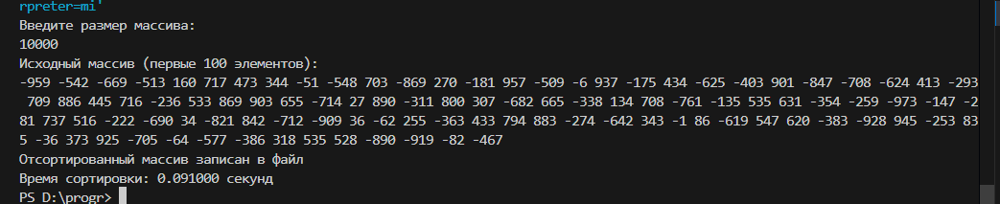 rpreter=mi'
Введите размер массива:
10000
Исходный массив (первые 100 элементов):
-959 -542 -669 -513 160 717 473 344 -51 -548 703 -869 270 -181 957 -509 -6 937 -175 434 -625 -403 901 -847 -708 -624 413 -293
 709 886 445 716 -236 533 869 903 655 -714 27 890 -311 800 307 -682 665 -338 134 708 -761 -135 535 631 -354 -259 -973 -147 -2
81 737 516 -222 -690 34 -821 842 -712 -909 36 -62 255 -363 433 794 883 -274 -642 343 -1 86 -619 547 620 -383 -928 945 -253 83
5 -36 373 925 -705 -64 -577 -386 318 535 528 -890 -919 -82 -467
Отсортированный массив записан в файл
Время сортировки: 0.091000 секунд
PS D:\progr>